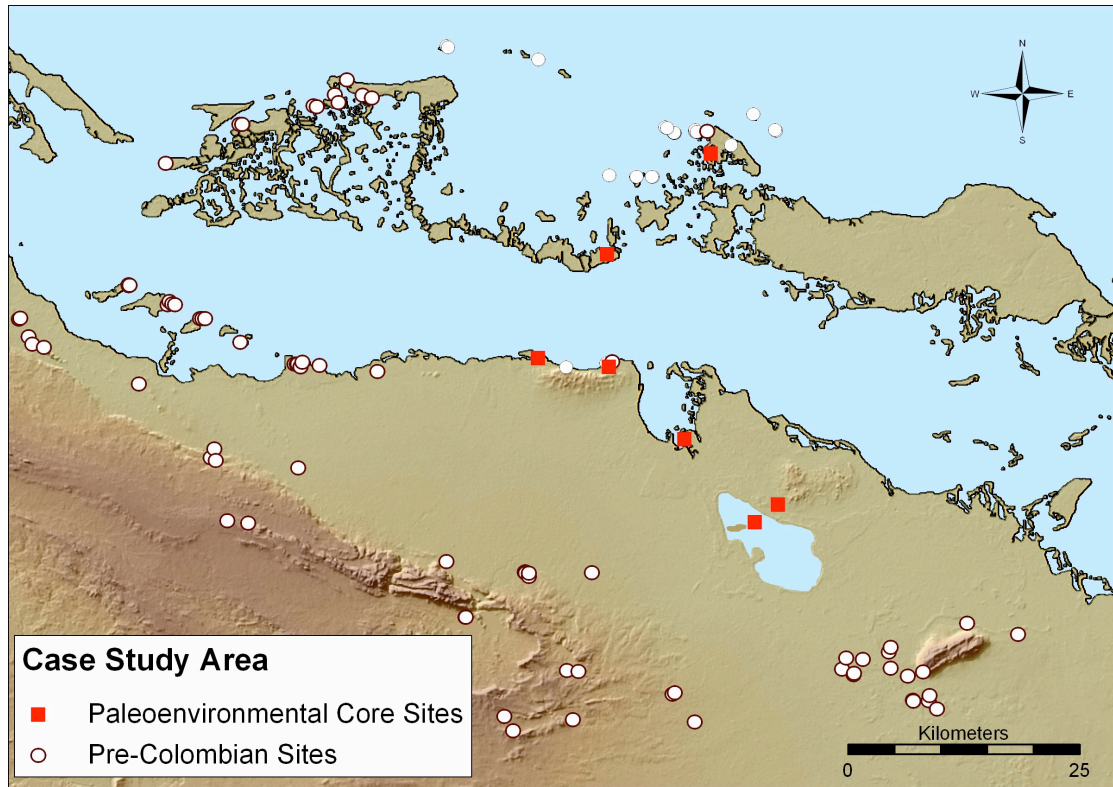 N
W E
S
Case Study Area
Paleoenvironmental Core Sites
Pre-Colombian Sites
Kilometers
0 25